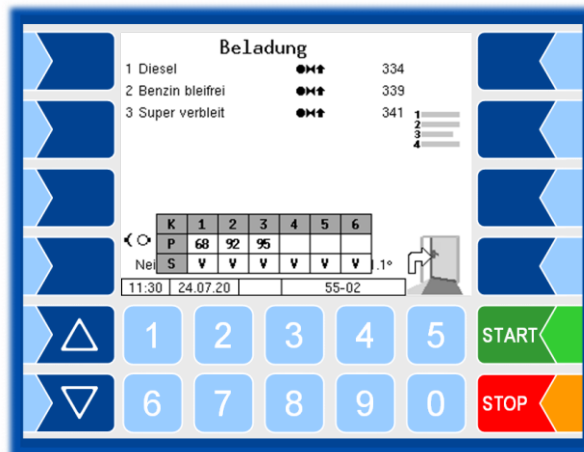 Beladung
1 Diesel 334
2 Benzin bleifrei 339
3 Super verbleit 341
1
2
3
4
K 1 2 3 4 5 6
P 68 92 95
Nei S V V V V V V .1°
11:30 24.07.20 55-02
1 2 3 4 5 START
6 7 8 9 0 STOP